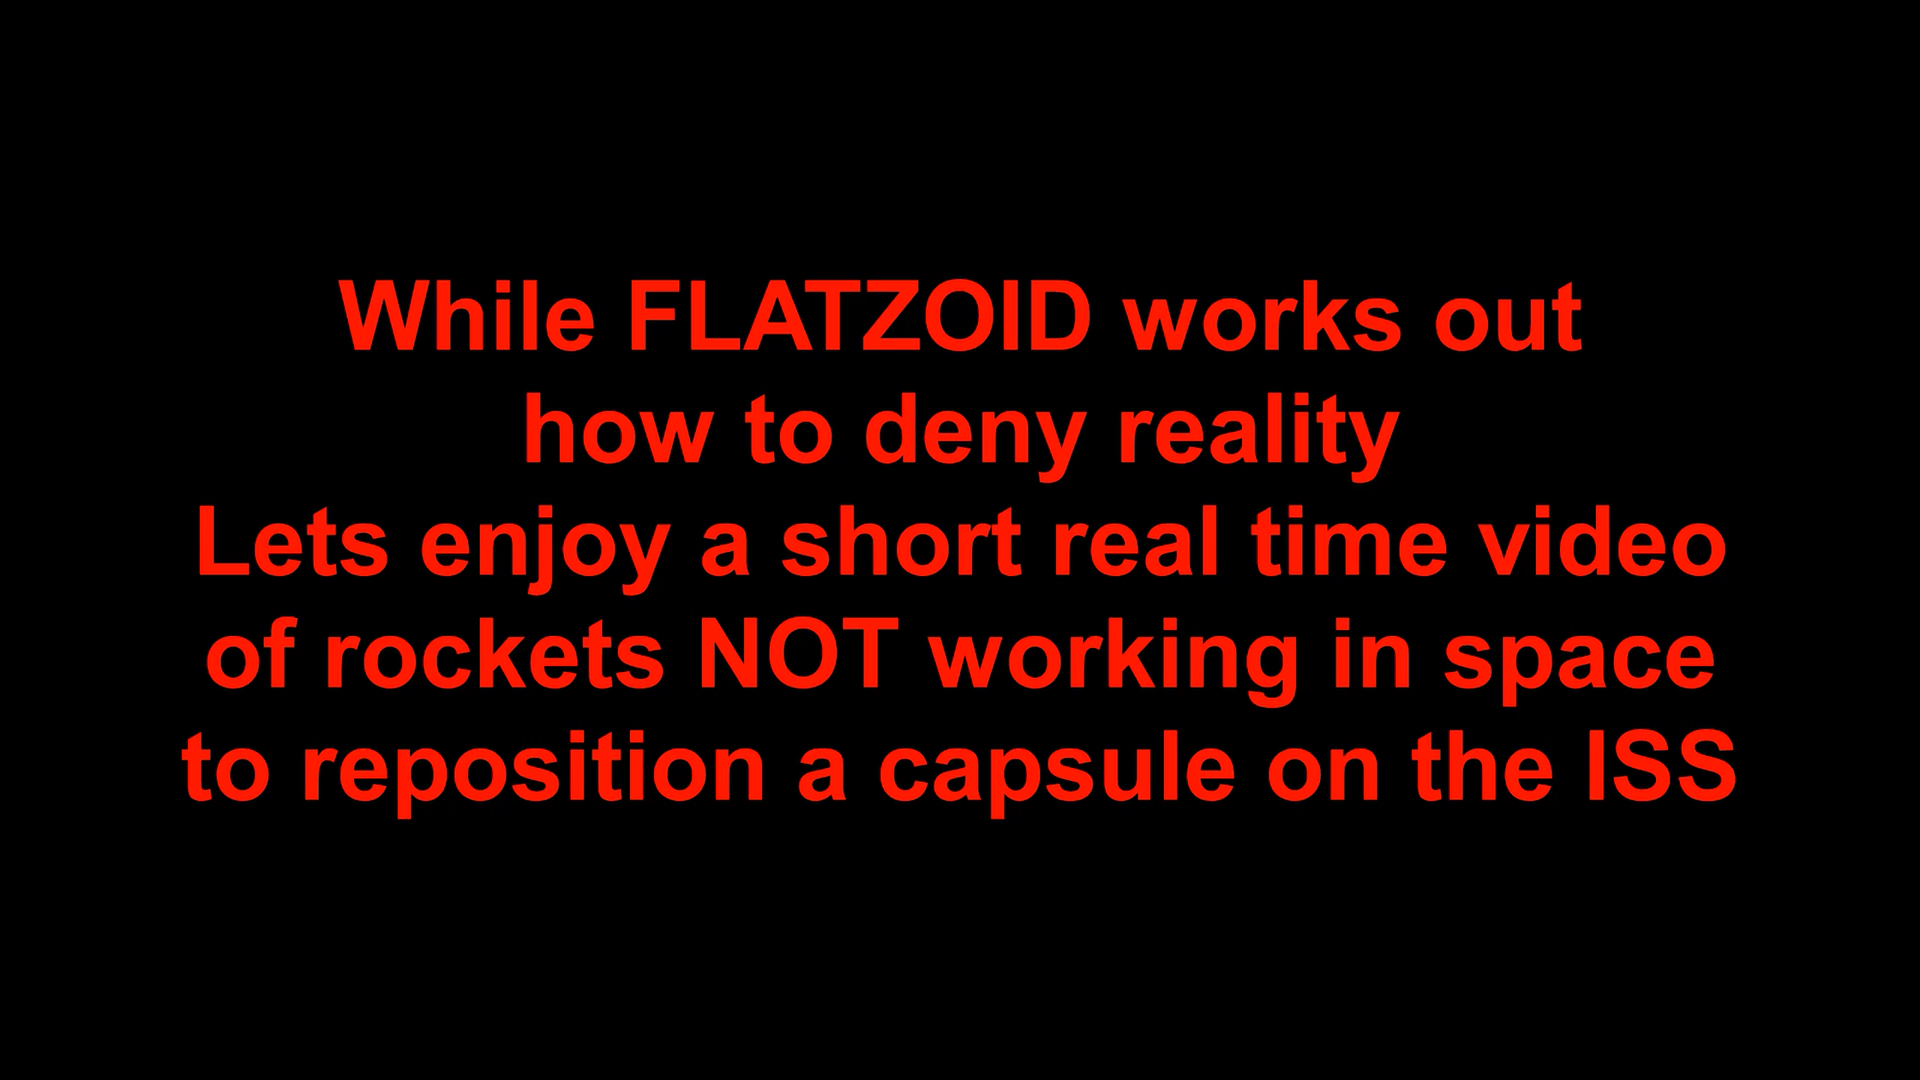 While FLATZOID works out
how to deny reality
Lets enjoy a short real time video
of rockets NOT working in space
to reposition a capsule on the ISS